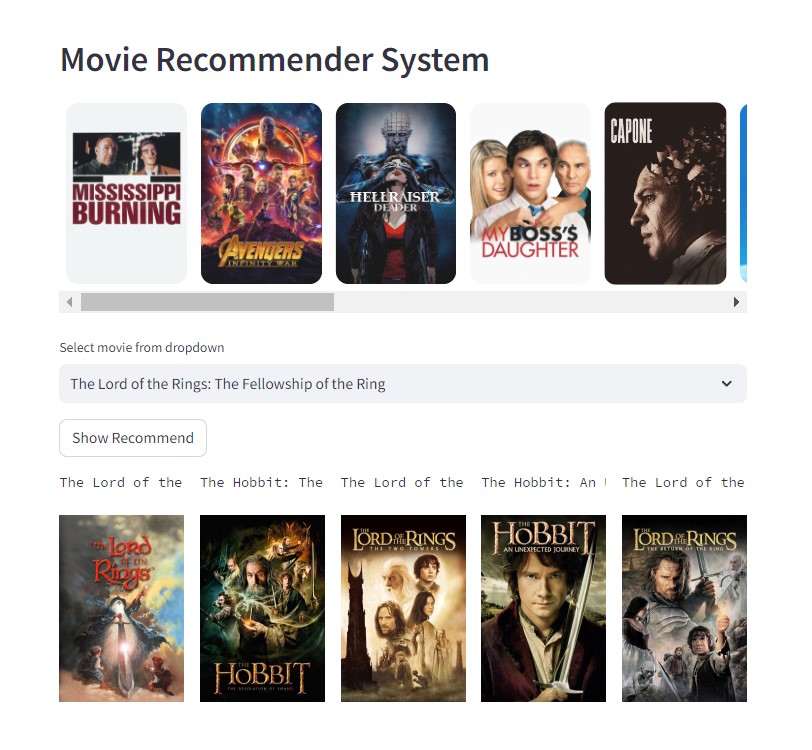 Movie Recommender System
MISSISSIPPI
BURNING
AVENGERS
INFINITY WAR
HELLRAISER
DEADER
MY BOSS'S
DAUGHTER
CAPONE
Select movie from dropdown
The Lord of the Rings: The Fellowship of the Ring
Show Recommend
The Lord of the
The Hobbit: The
The Lord of the
The Hobbit: An
The Lord of the
The Lord
of the
Rings
THE
HOBBIT
THE DESOLATION OF SMAUG
THE
LORD OF THE RINGS
THE TWO TOWERS
THE
HOBBIT
AN UNEXPECTED JOURNEY
THE
LORD OF THE RINGS
THE RETURN OF THE KING